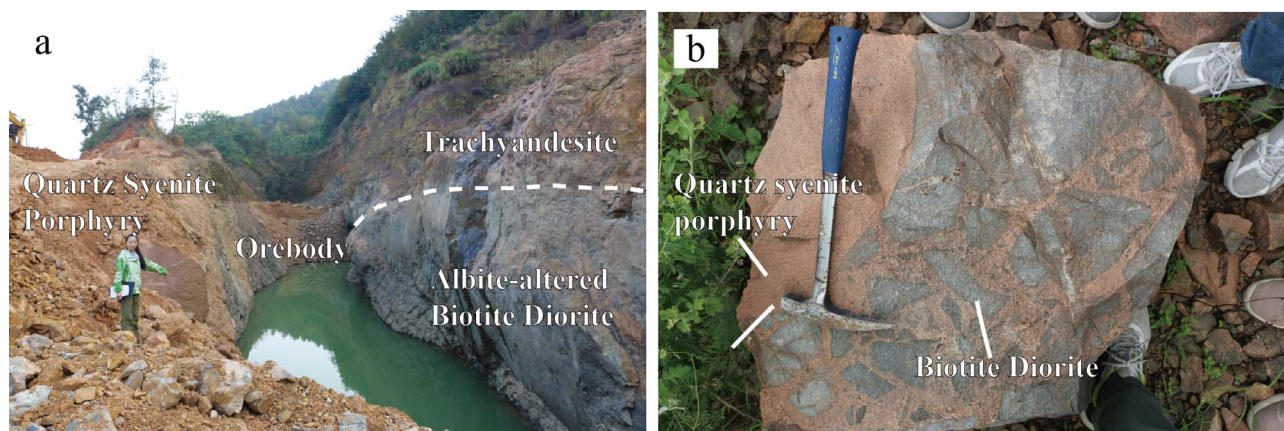 a
Trachyandesite
Quartz Syenite
Porphyry
Orebody
Albite-altered
Biotite Diorite
b
Quartz syenite
porphyry
Biotite Diorite